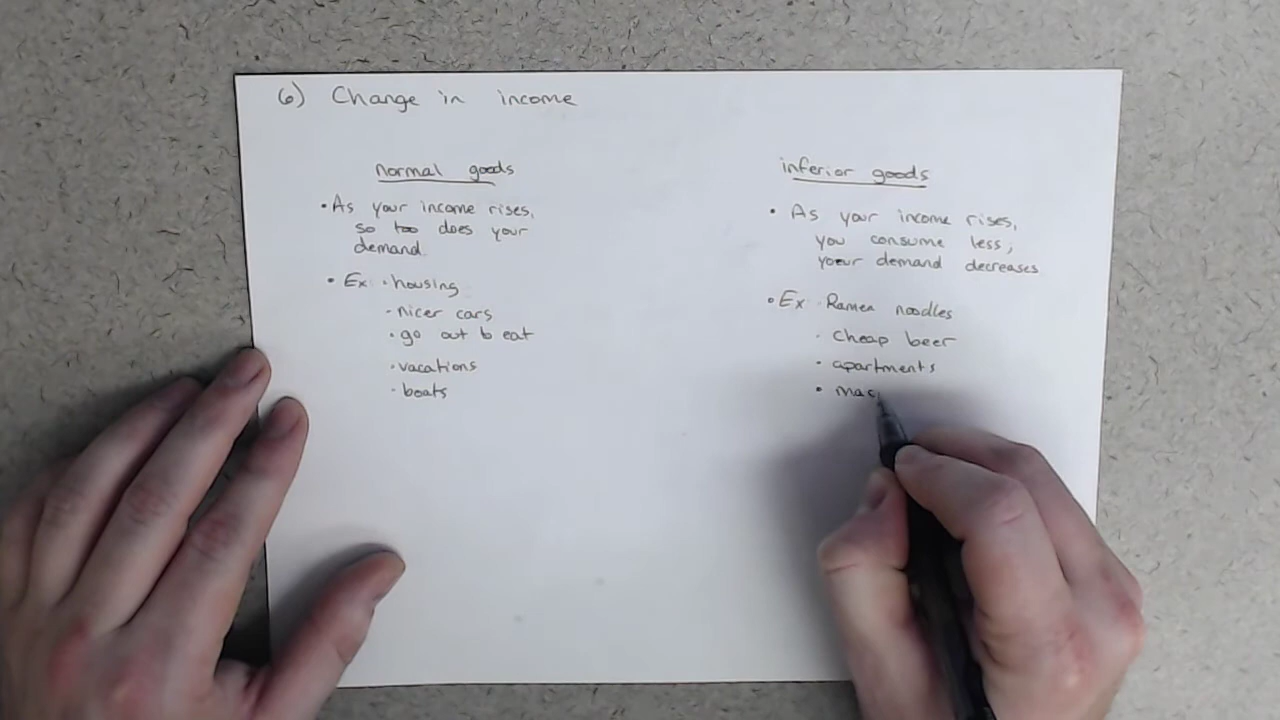 6) Change in income
normal goods
• As your income rises,
so too does your
demand.
• Ex: • housing
• nicer cars
• go out to eat
• vacations
• boats
inferior goods
• As your income rises,
you consume less,
your demand decreases
• Ex • Ramen noodles
• Cheap beer
• apartments
• mac